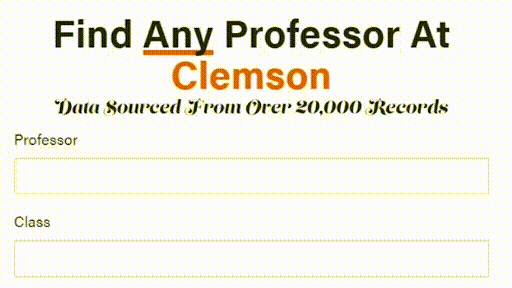 Find Any Professor At
Clemson
Data Sourced From Over 20,000 Records
Professor
Class